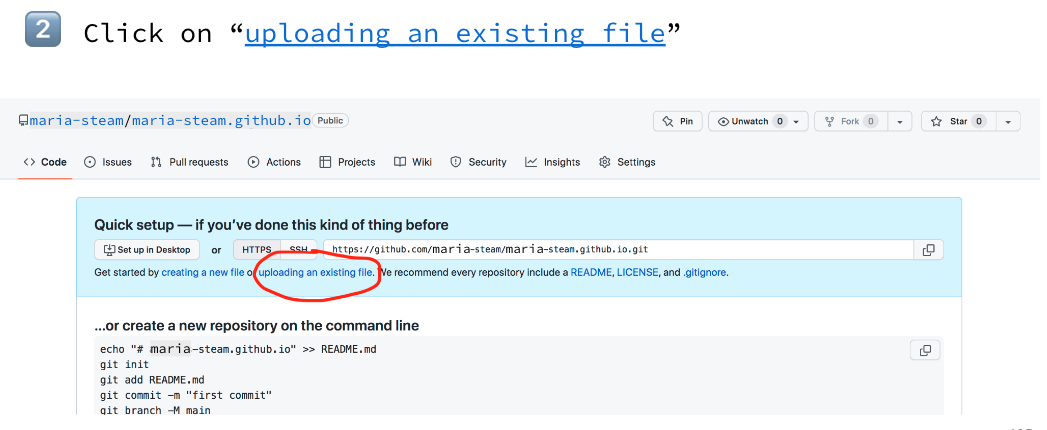 2 Click on “uploading an existing file”
maria-steam/maria-steam.github.io Public Pin Unwatch 0 Fork 0 Star 0
Code Issues Pull requests Actions Projects Wiki Security Insights Settings
Quick setup — if you’ve done this kind of thing before
Set up in Desktop or HTTPS SSH https://github.com/maria-steam/maria-steam.github.io.git
Get started by creating a new file or uploading an existing file. We recommend every repository include a README, LICENSE, and .gitignore.
...or create a new repository on the command line
echo "# maria-steam.github.io" >> README.md
git init
git add README.md
git commit -m "first commit"
git branch -M main